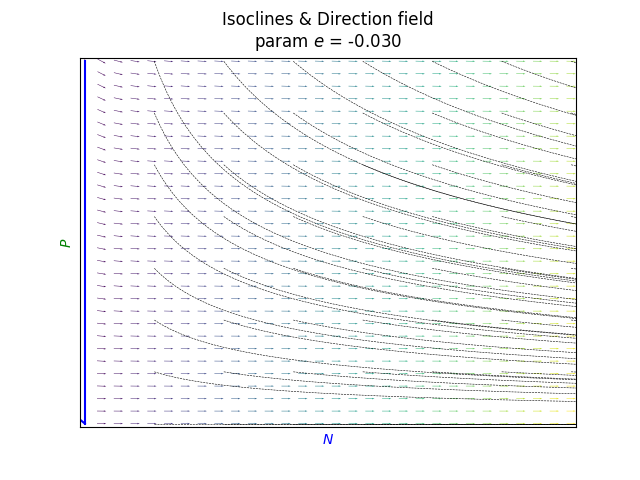 Isoclines & Direction field
param e = -0.030
P
N